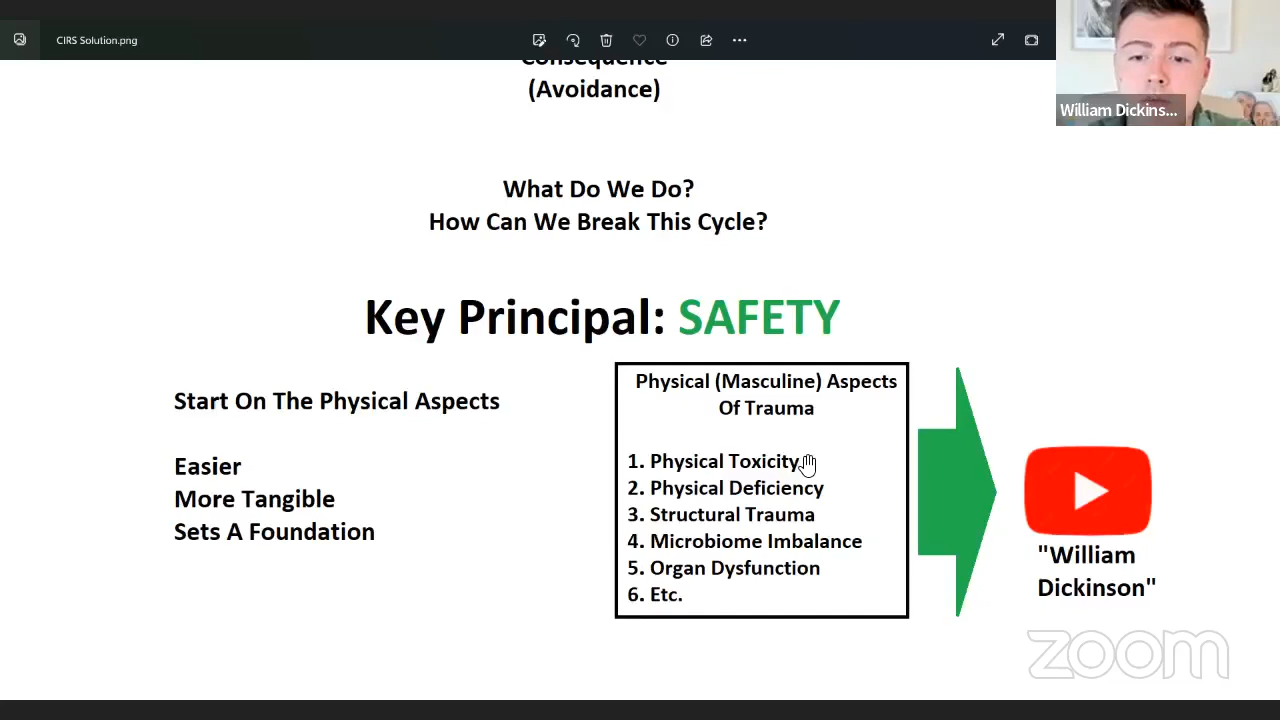 CIRS Solution.png
William Dickins...
Consequence
(Avoidance)
What Do We Do?
How Can We Break This Cycle?
Key Principal: SAFETY
Start On The Physical Aspects
Easier
More Tangible
Sets A Foundation
Physical (Masculine) Aspects
Of Trauma
1. Physical Toxicity
2. Physical Deficiency
3. Structural Trauma
4. Microbiome Imbalance
5. Organ Dysfunction
6. Etc.
"William
Dickinson"
zoom